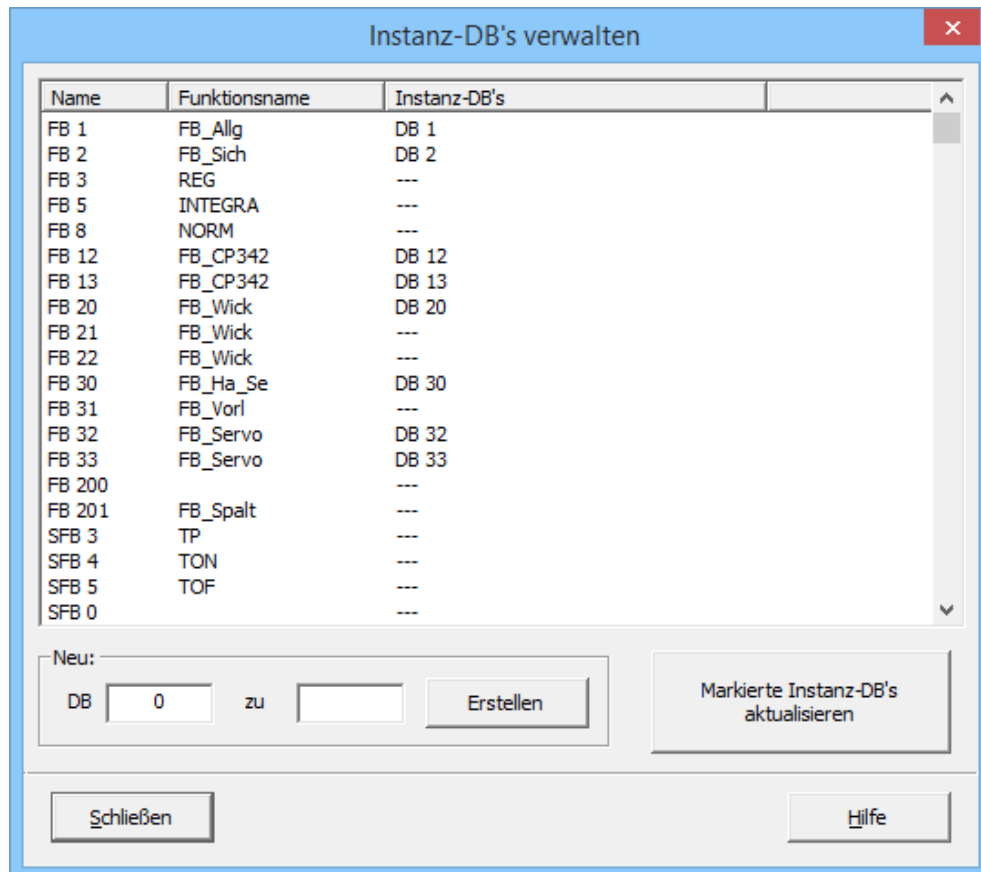 Instanz-DB's verwalten
Name Funktionsname Instanz-DB's
FB 1 FB_Allg DB 1
FB 2 FB_Sich DB 2
FB 3 REG ---
FB 5 INTEGRA ---
FB 8 NORM ---
FB 12 FB_CP342 DB 12
FB 13 FB_CP342 DB 13
FB 20 FB_Wick DB 20
FB 21 FB_Wick ---
FB 22 FB_Wick ---
FB 30 FB_Ha_Se DB 30
FB 31 FB_Vorl ---
FB 32 FB_Servo DB 32
FB 33 FB_Servo DB 33
FB 200 ---
FB 201 FB_Spalt ---
SFB 3 TP ---
SFB 4 TON ---
SFB 5 TOF ---
SFB 0 ---
Neu:
DB 0 zu Erstellen
Markierte Instanz-DB's
aktualisieren
Schließen
Hilfe